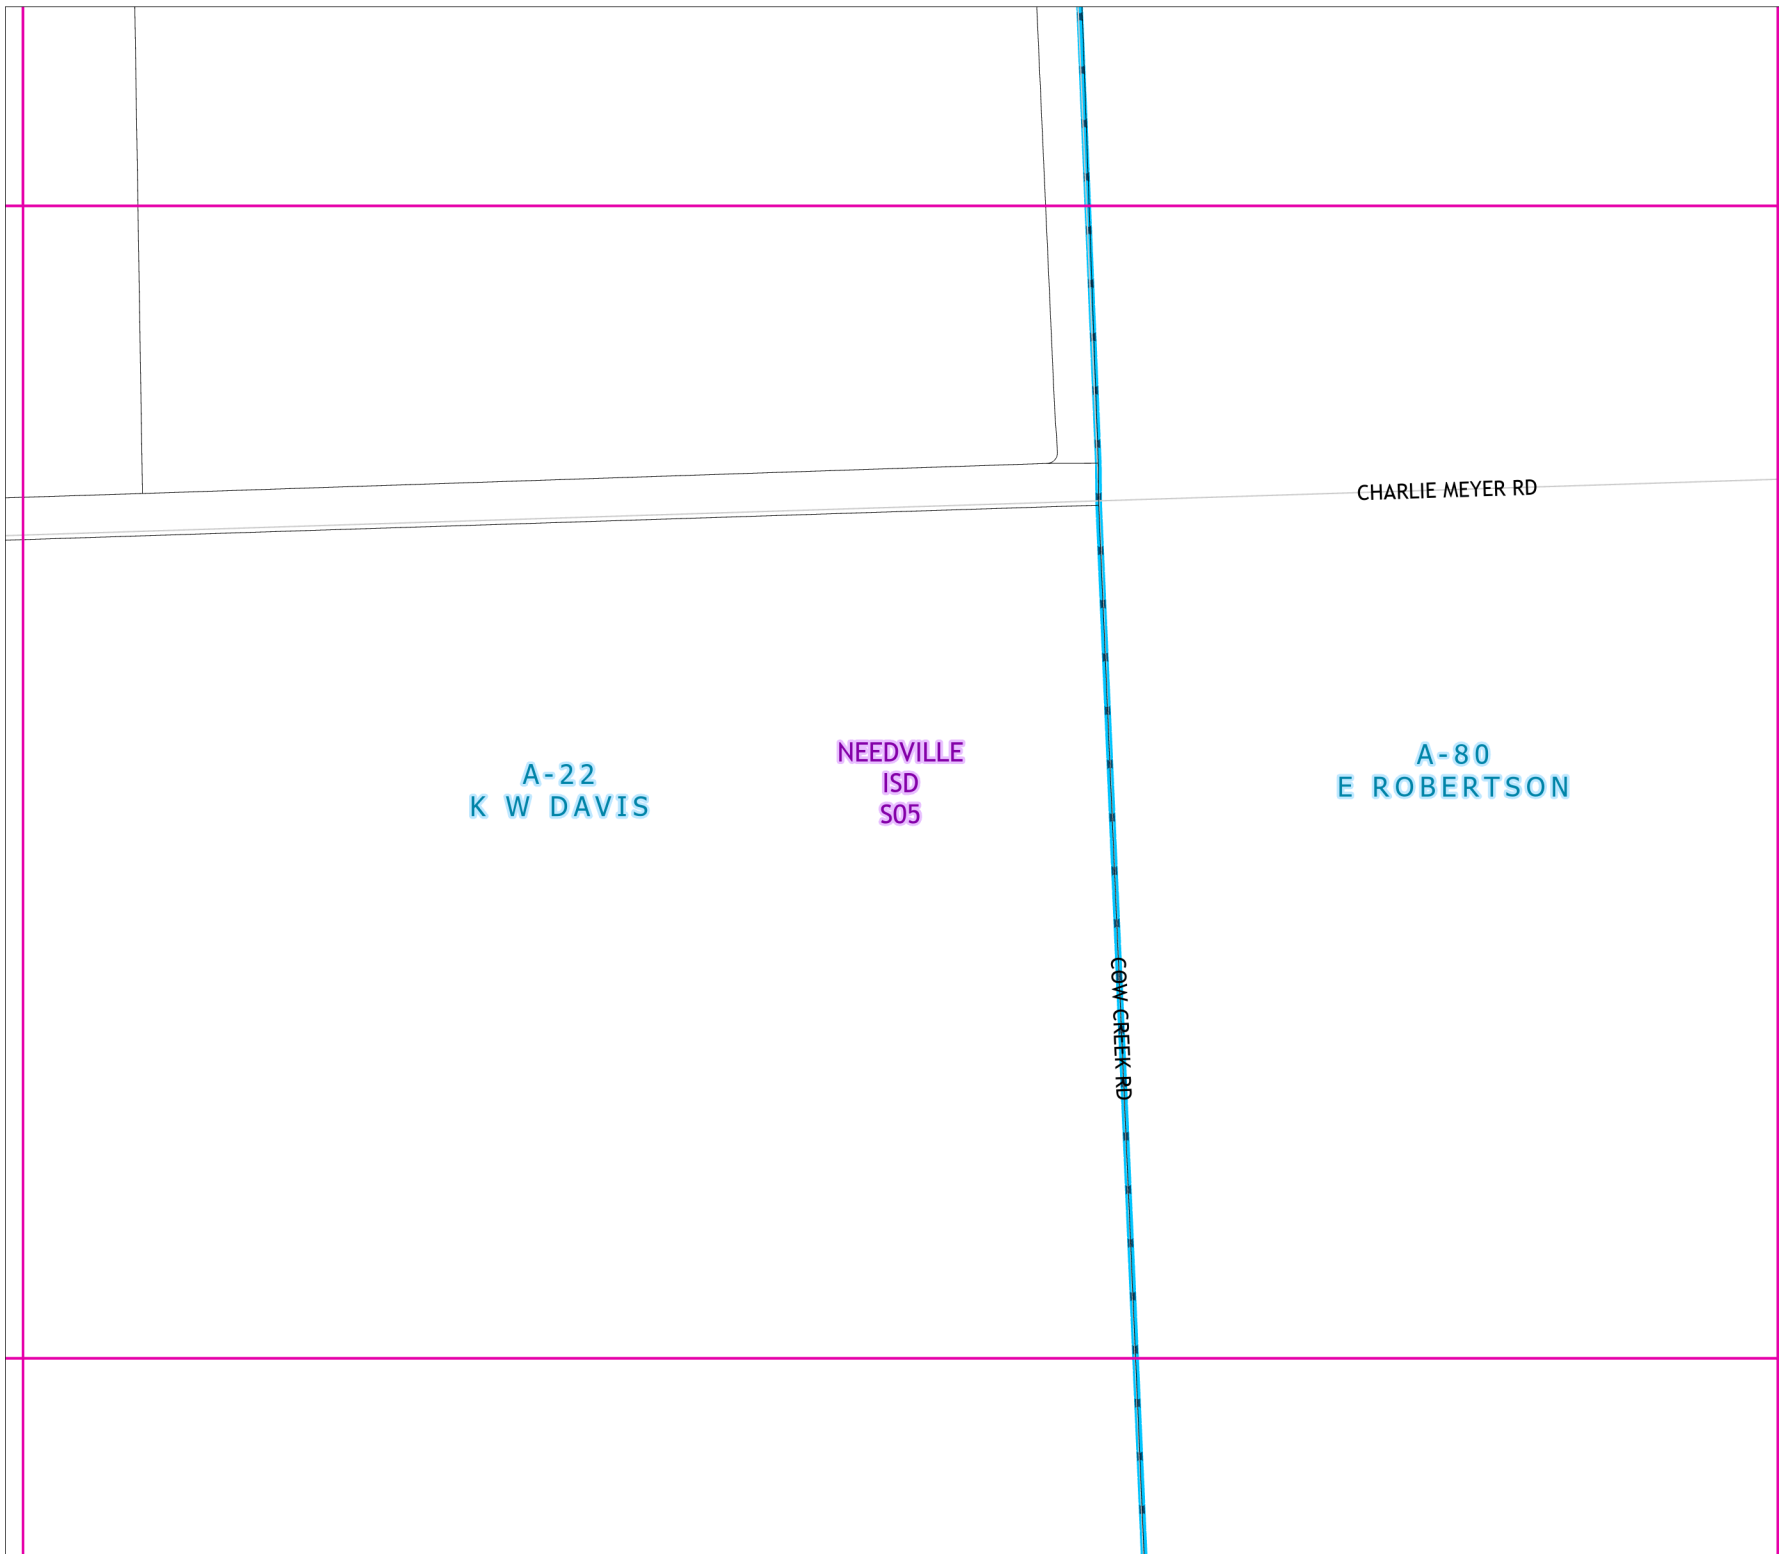 CHARLIE MEYER RD
A-22
K W DAVIS
NEEDVILLE
ISD
S05
A-80
E ROBERTSON
COW CREEK RD